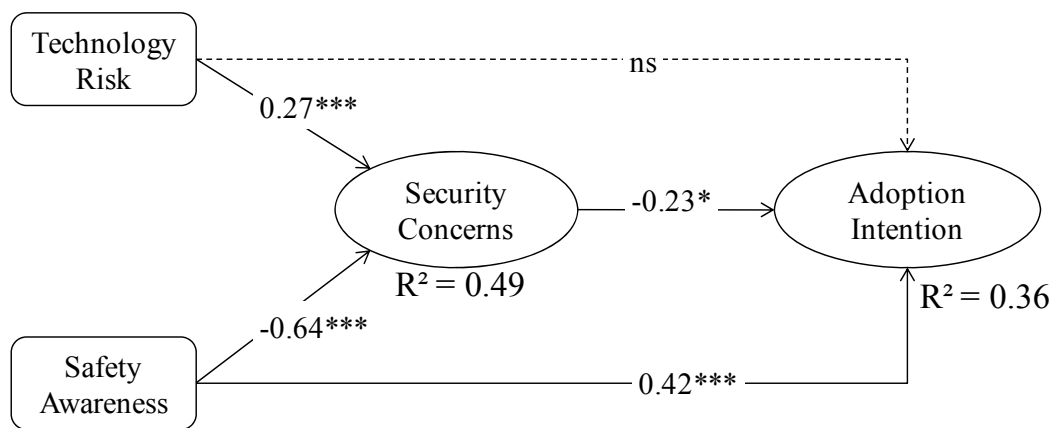 Technology
Risk
ns
0.27***
Security
Concerns
R² = 0.49
-0.23*
Adoption
Intention
R² = 0.36
-0.64***
Safety
Awareness
0.42***